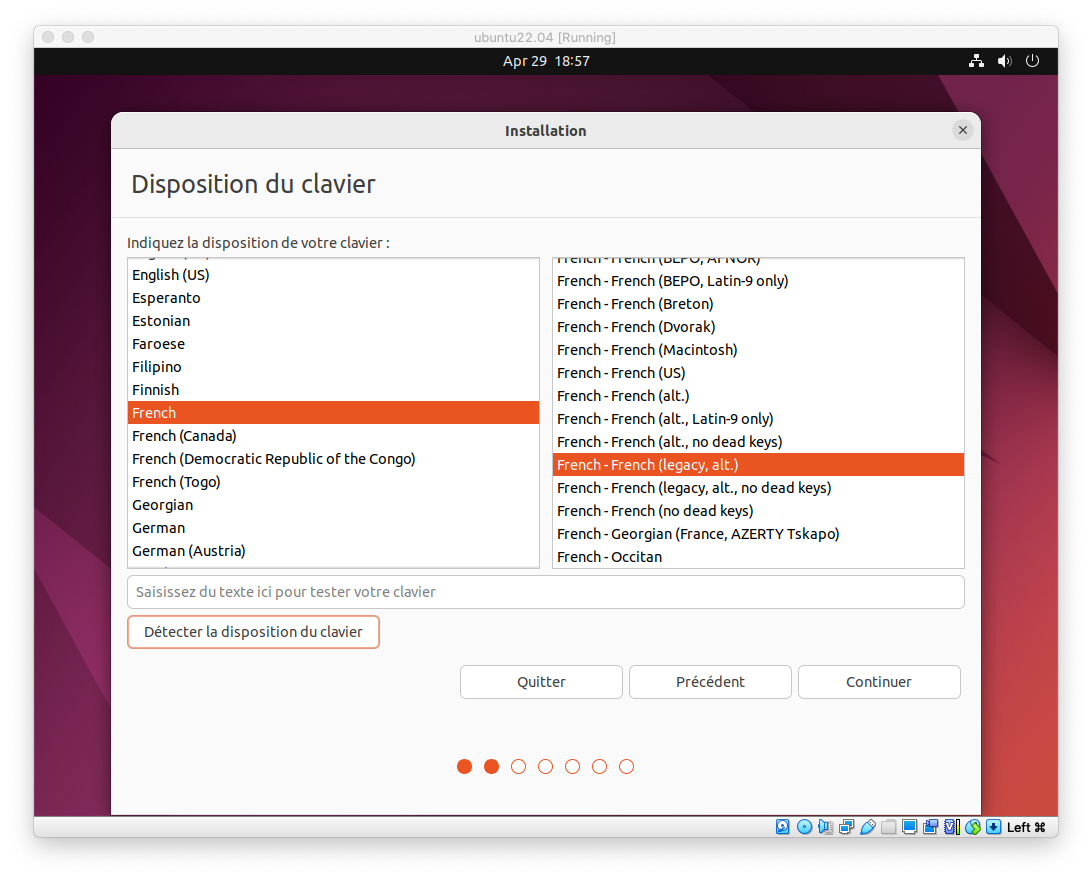 ubuntu22.04 [Running]
Apr 29 18:57
Installation
Disposition du clavier
Indiquez la disposition de votre clavier :
English (US)
Esperanto
Estonian
Faroese
Filipino
Finnish
French
French (Canada)
French (Democratic Republic of the Congo)
French (Togo)
Georgian
German
German (Austria)
French - French (BEPO, AFNOR)
French - French (BEPO, Latin-9 only)
French - French (Breton)
French - French (Dvorak)
French - French (Macintosh)
French - French (US)
French - French (alt.)
French - French (alt., Latin-9 only)
French - French (alt., no dead keys)
French - French (legacy, alt.)
French - French (legacy, alt., no dead keys)
French - French (no dead keys)
French - Georgian (France, AZERTY Tskapo)
French - Occitan
Saisissez du texte ici pour tester votre clavier
Détecter la disposition du clavier
Quitter
Précédent
Continuer
Left ⌘